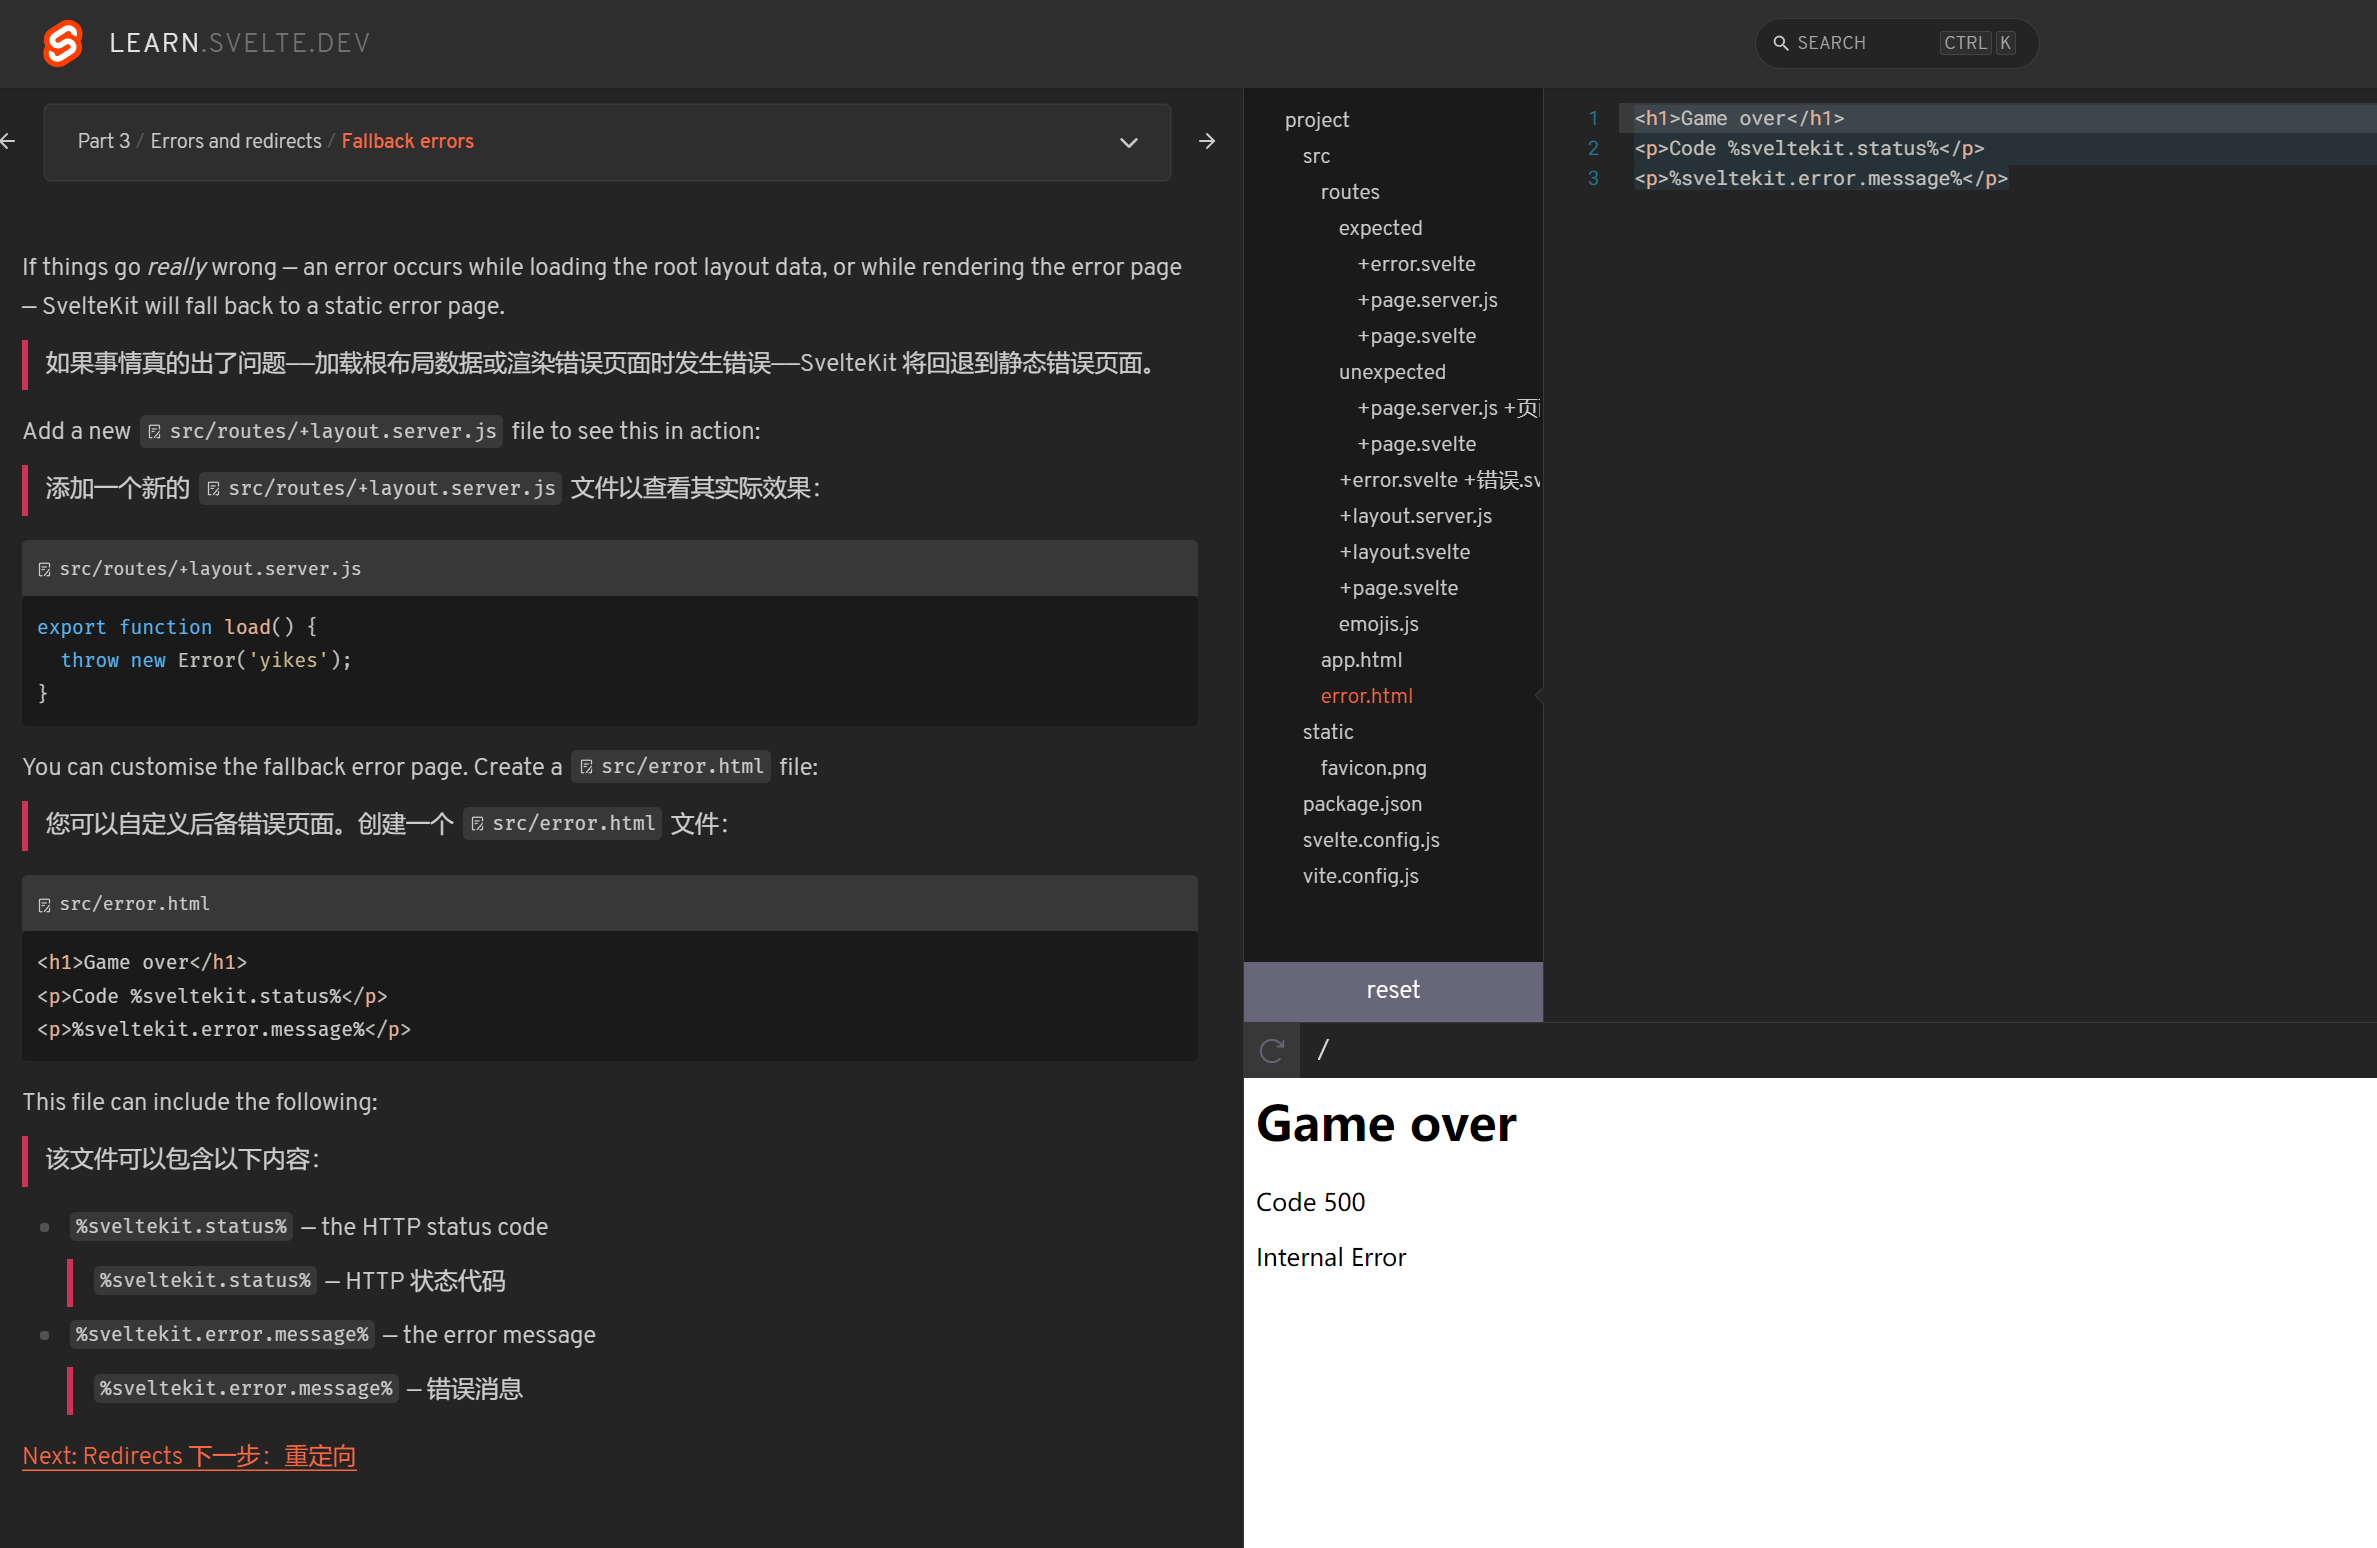 LEARN.SVELTE.DEV
SEARCH CTRL K
Part 3 / Errors and redirects / Fallback errors
If things go really wrong — an error occurs while loading the root layout data, or while rendering the error page
— SvelteKit will fall back to a static error page.
如果事情真的出了问题——加载根布局数据或渲染错误页面时发生错误——SvelteKit 将回退到静态错误页面。
Add a new src/routes/+layout.server.js file to see this in action:
添加一个新的 src/routes/+layout.server.js 文件以查看其实际效果：
src/routes/+layout.server.js
export function load() {
throw new Error('yikes');
}
You can customise the fallback error page. Create a src/error.html file:
您可以自定义后备错误页面。创建一个 src/error.html 文件：
src/error.html
<h1>Game over</h1>
<p>Code %sveltekit.status%</p>
<p>%sveltekit.error.message%</p>
This file can include the following:
该文件可以包含以下内容：
%sveltekit.status% — the HTTP status code
%sveltekit.status% — HTTP 状态代码
%sveltekit.error.message% — the error message
%sveltekit.error.message% — 错误消息
Next: Redirects 下一步：重定向
project
src
routes
expected
+error.svelte
+page.server.js
+page.svelte
unexpected
+page.server.js +页
+page.svelte
+error.svelte +错误.sv
+layout.server.js
+layout.svelte
+page.svelte
emojis.js
app.html
error.html
static
favicon.png
package.json
svelte.config.js
vite.config.js
reset
1 <h1>Game over</h1>
2 <p>Code %sveltekit.status%</p>
3 <p>%sveltekit.error.message%</p>
/
Game over
Code 500
Internal Error